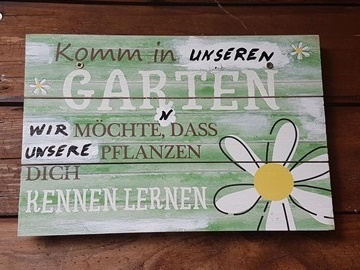 Komm in UNSEREN
GARTEN
N
WIR MÖCHTE, DASS
UNSERE PFLANZEN
DICH
KENNEN LERNEN